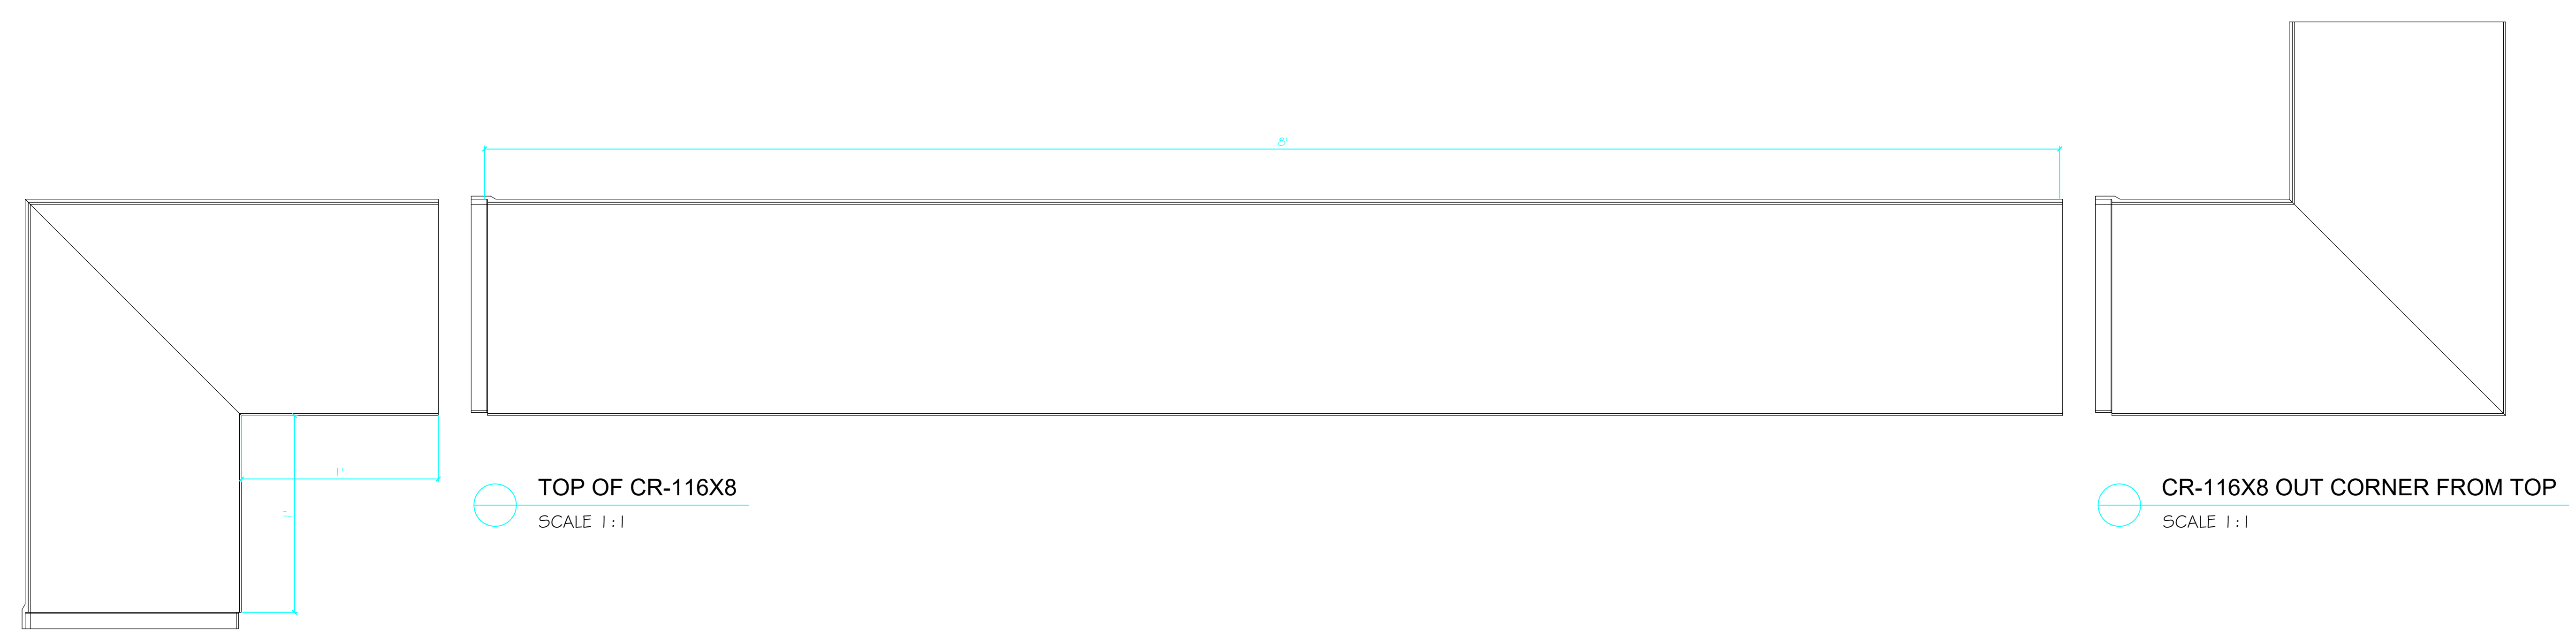 8'
1'
1'
TOP OF CR-116X8
SCALE 1:1
CR-116X8 OUT CORNER FROM TOP
SCALE 1:1